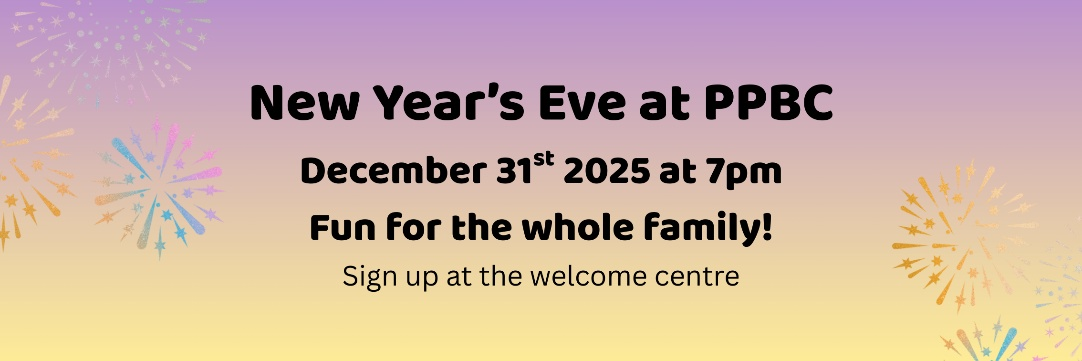 New Year's Eve at PPBC
December 31st 2025 at 7pm
Fun for the whole family!
Sign up at the welcome centre